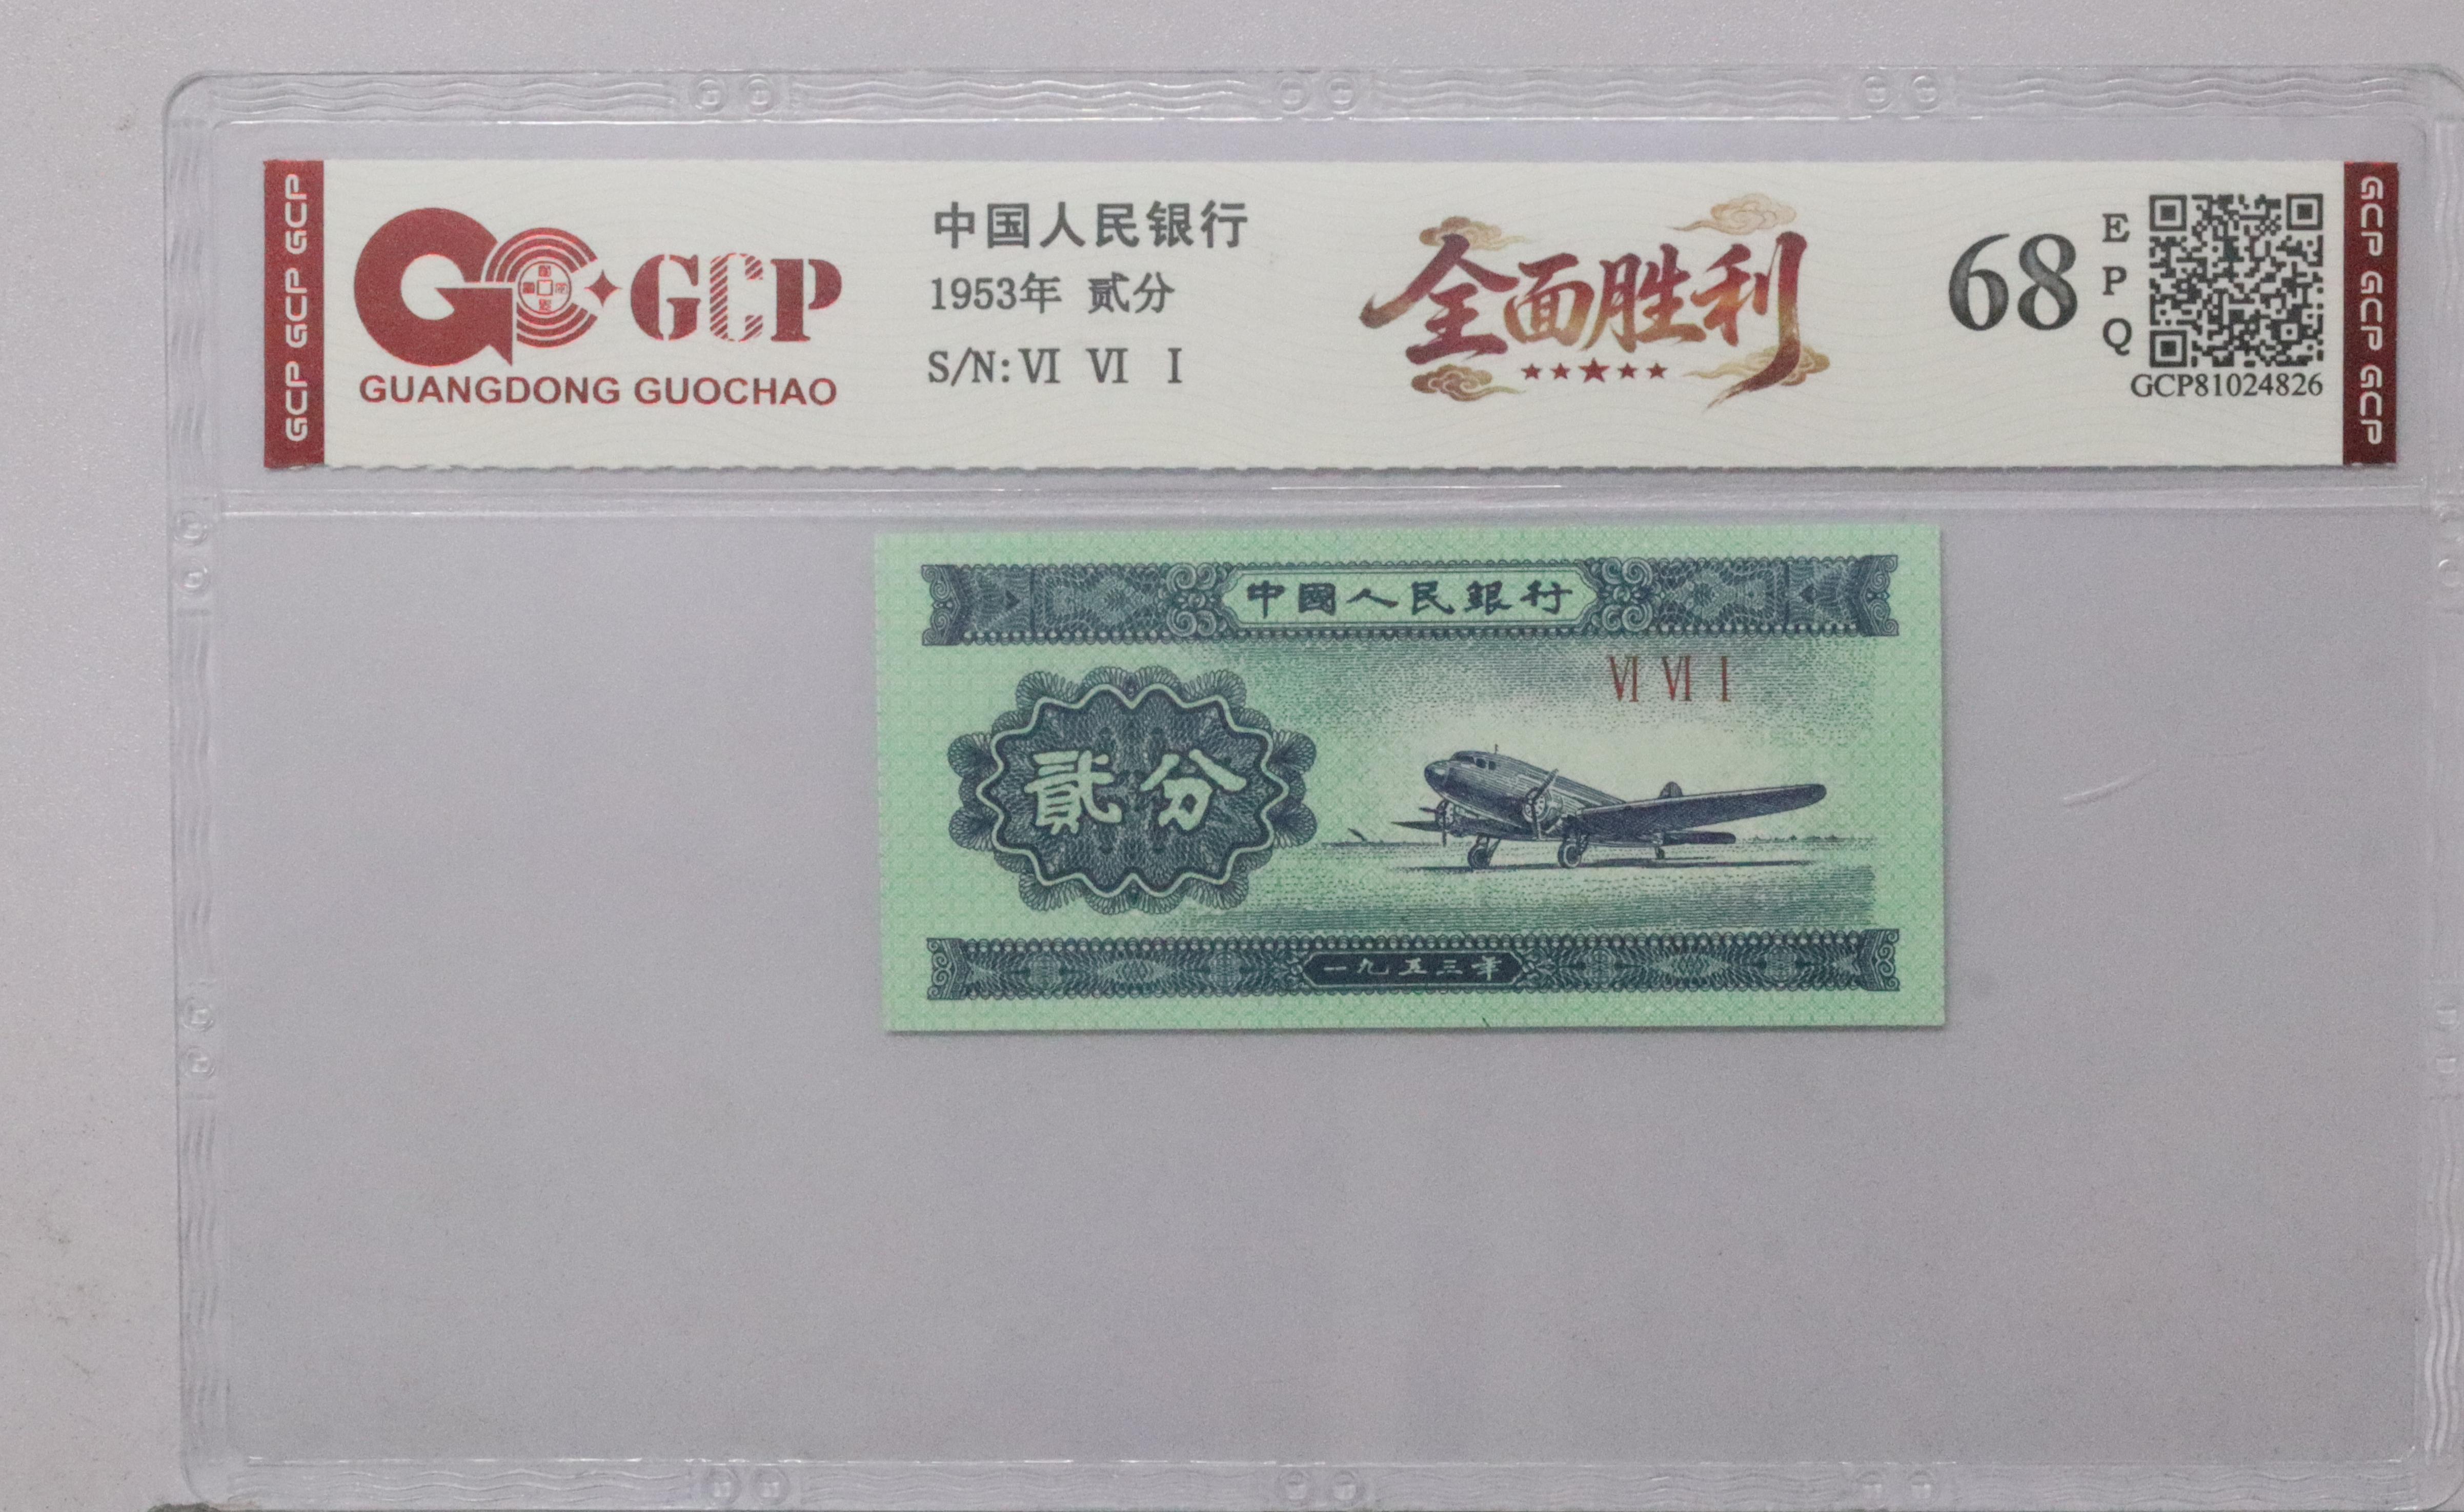 GCP GCP GCP
GCP
GUANGDONG GUOCHAO
中国人民银行
1953年 贰分
S/N: VI VI I
全面胜利
68
EPQ
GCP81024826
GCP GCP GCP
中國人民銀行
VI VI I
貳分
一九五三年